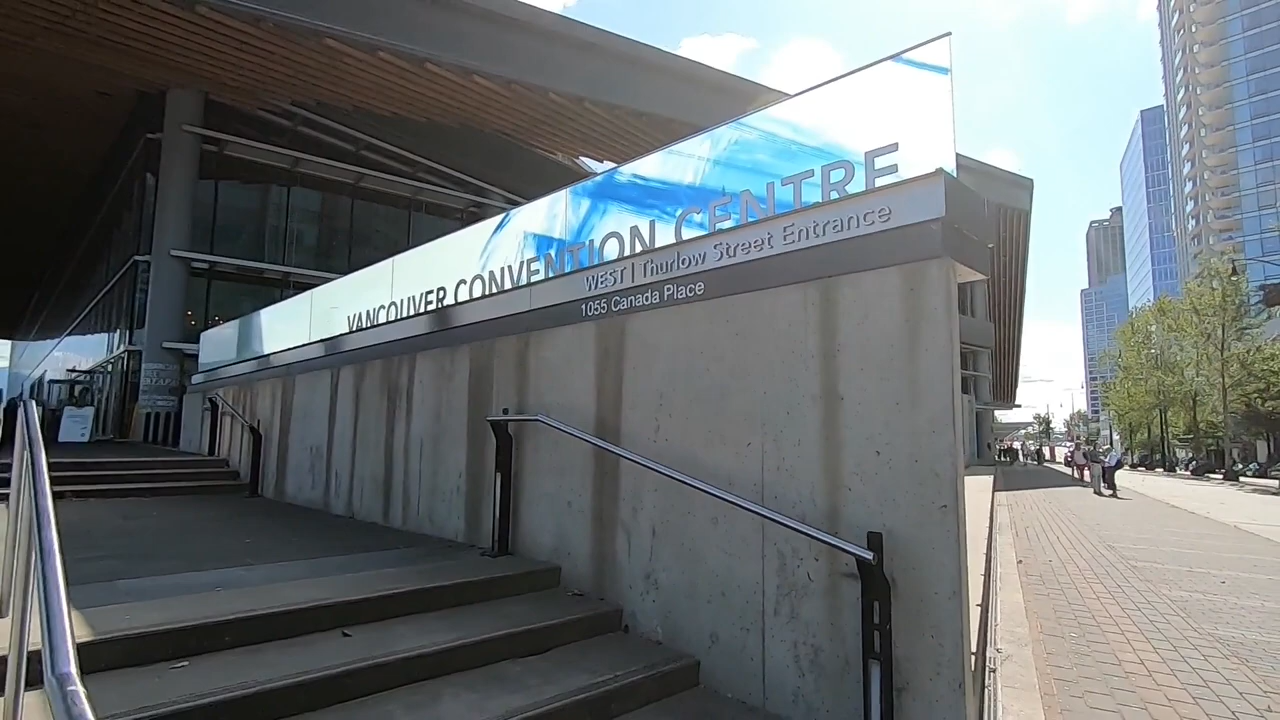 VANCOUVER CONVENTION CENTRE
WEST | Thurlow Street Entrance
1055 Canada Place